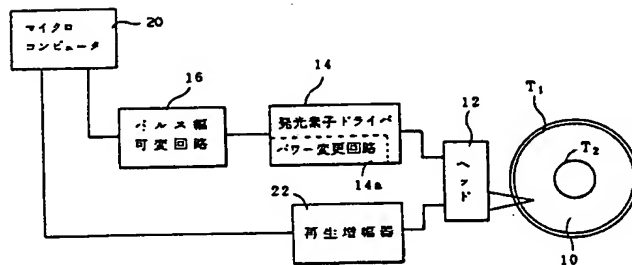 マイクロ
コンピュータ
20
16
パルス幅
可変回路
14
発光素子ドライバ
パワー変更回路
14a
12
ヘッド
T1
T2
10
22
再生増幅器